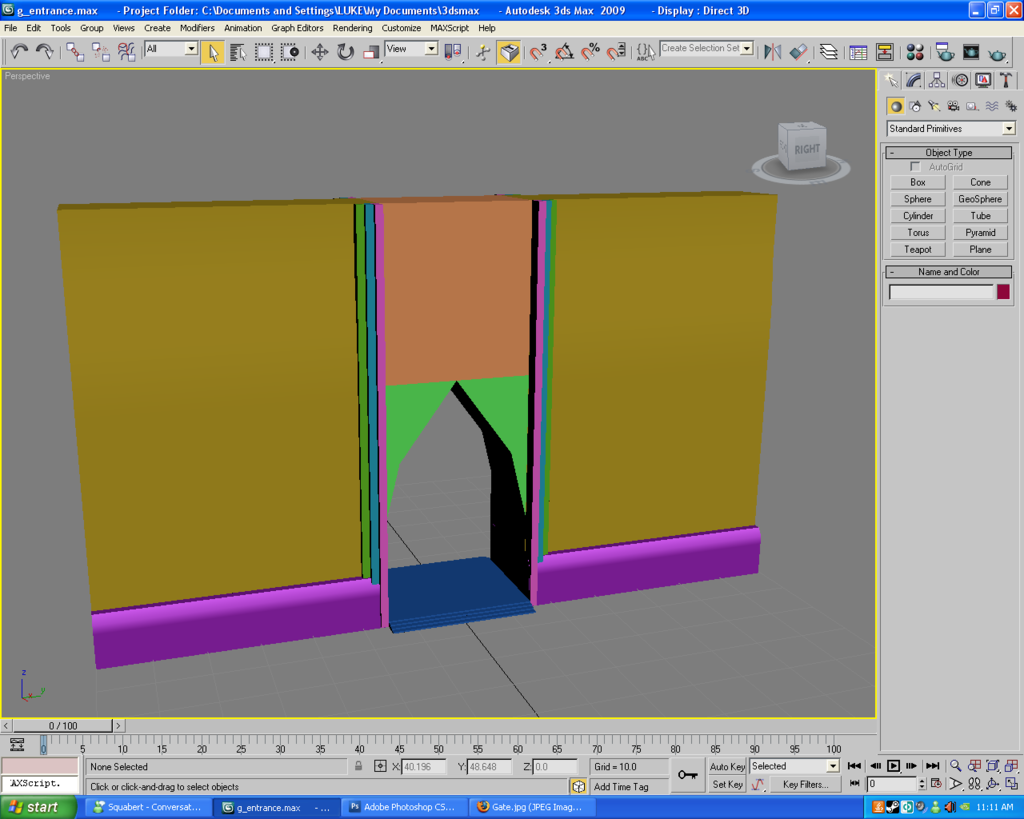 g_entrance.max - Project Folder: C:\Documents and Settings\LUKE\My Documents\3dsmax - Autodesk 3ds Max 2009 - Display : Direct 3D
File Edit Tools Group Views Create Modifiers Animation Graph Editors Rendering Customize MAXScript Help
All View 3 % ABC Create Selection Set
Perspective
RIGHT
Standard Primitives
- Object Type
AutoGrid
Box Cone
Sphere GeoSphere
Cylinder Tube
Torus Pyramid
Teapot Plane
- Name and Color
z
x y
< 0 / 100 >
0 5 10 15 20 25 30 35 40 45 50 55 60 65 70 75 80 85 90 95 100
None Selected X: 40.196 Y: 48.648 Z: 0.0 Grid = 10.0 Auto Key Selected
'AXScript. Click or click-and-drag to select objects Add Time Tag Set Key Key Filters... 0
start Squabert - Conversat... g_entrance.max - ... Adobe Photoshop CS... Gate.jpg (JPEG Imag... 11:11 AM